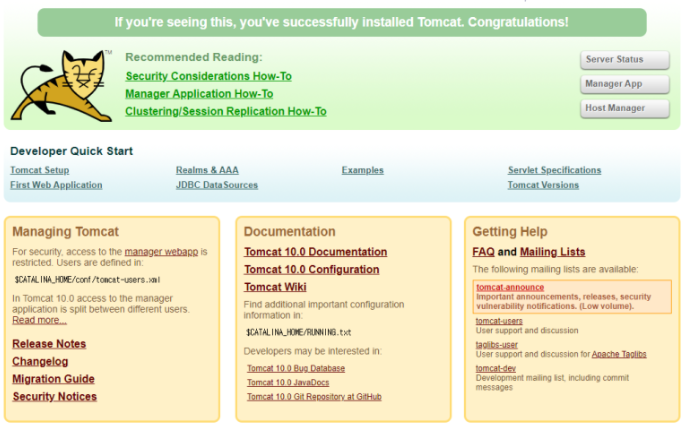 If you're seeing this, you've successfully installed Tomcat. Congratulations!
TM
Recommended Reading:
Security Considerations How-To
Manager Application How-To
Clustering/Session Replication How-To
Server Status
Manager App
Host Manager
Developer Quick Start
Tomcat Setup
First Web Application
Realms & AAA
JDBC DataSources
Examples
Servlet Specifications
Tomcat Versions
Managing Tomcat
For security, access to the manager webapp is
restricted. Users are defined in:
$CATALINA_HOME/conf/tomcat-users.xml
In Tomcat 10.0 access to the manager
application is split between different users.
Read more...
Release Notes
Changelog
Migration Guide
Security Notices
Documentation
Tomcat 10.0 Documentation
Tomcat 10.0 Configuration
Tomcat Wiki
Find additional important configuration
information in:
$CATALINA_HOME/RUNNING.txt
Developers may be interested in:
Tomcat 10.0 Bug Database
Tomcat 10.0 JavaDocs
Tomcat 10.0 Git Repository at GitHub
Getting Help
FAQ and Mailing Lists
The following mailing lists are available:
tomcat-announce
Important announcements, releases, security
vulnerability notifications. (Low volume).
tomcat-users
User support and discussion
taglibs-user
User support and discussion for Apache Taglibs
tomcat-dev
Development mailing list, including commit
messages